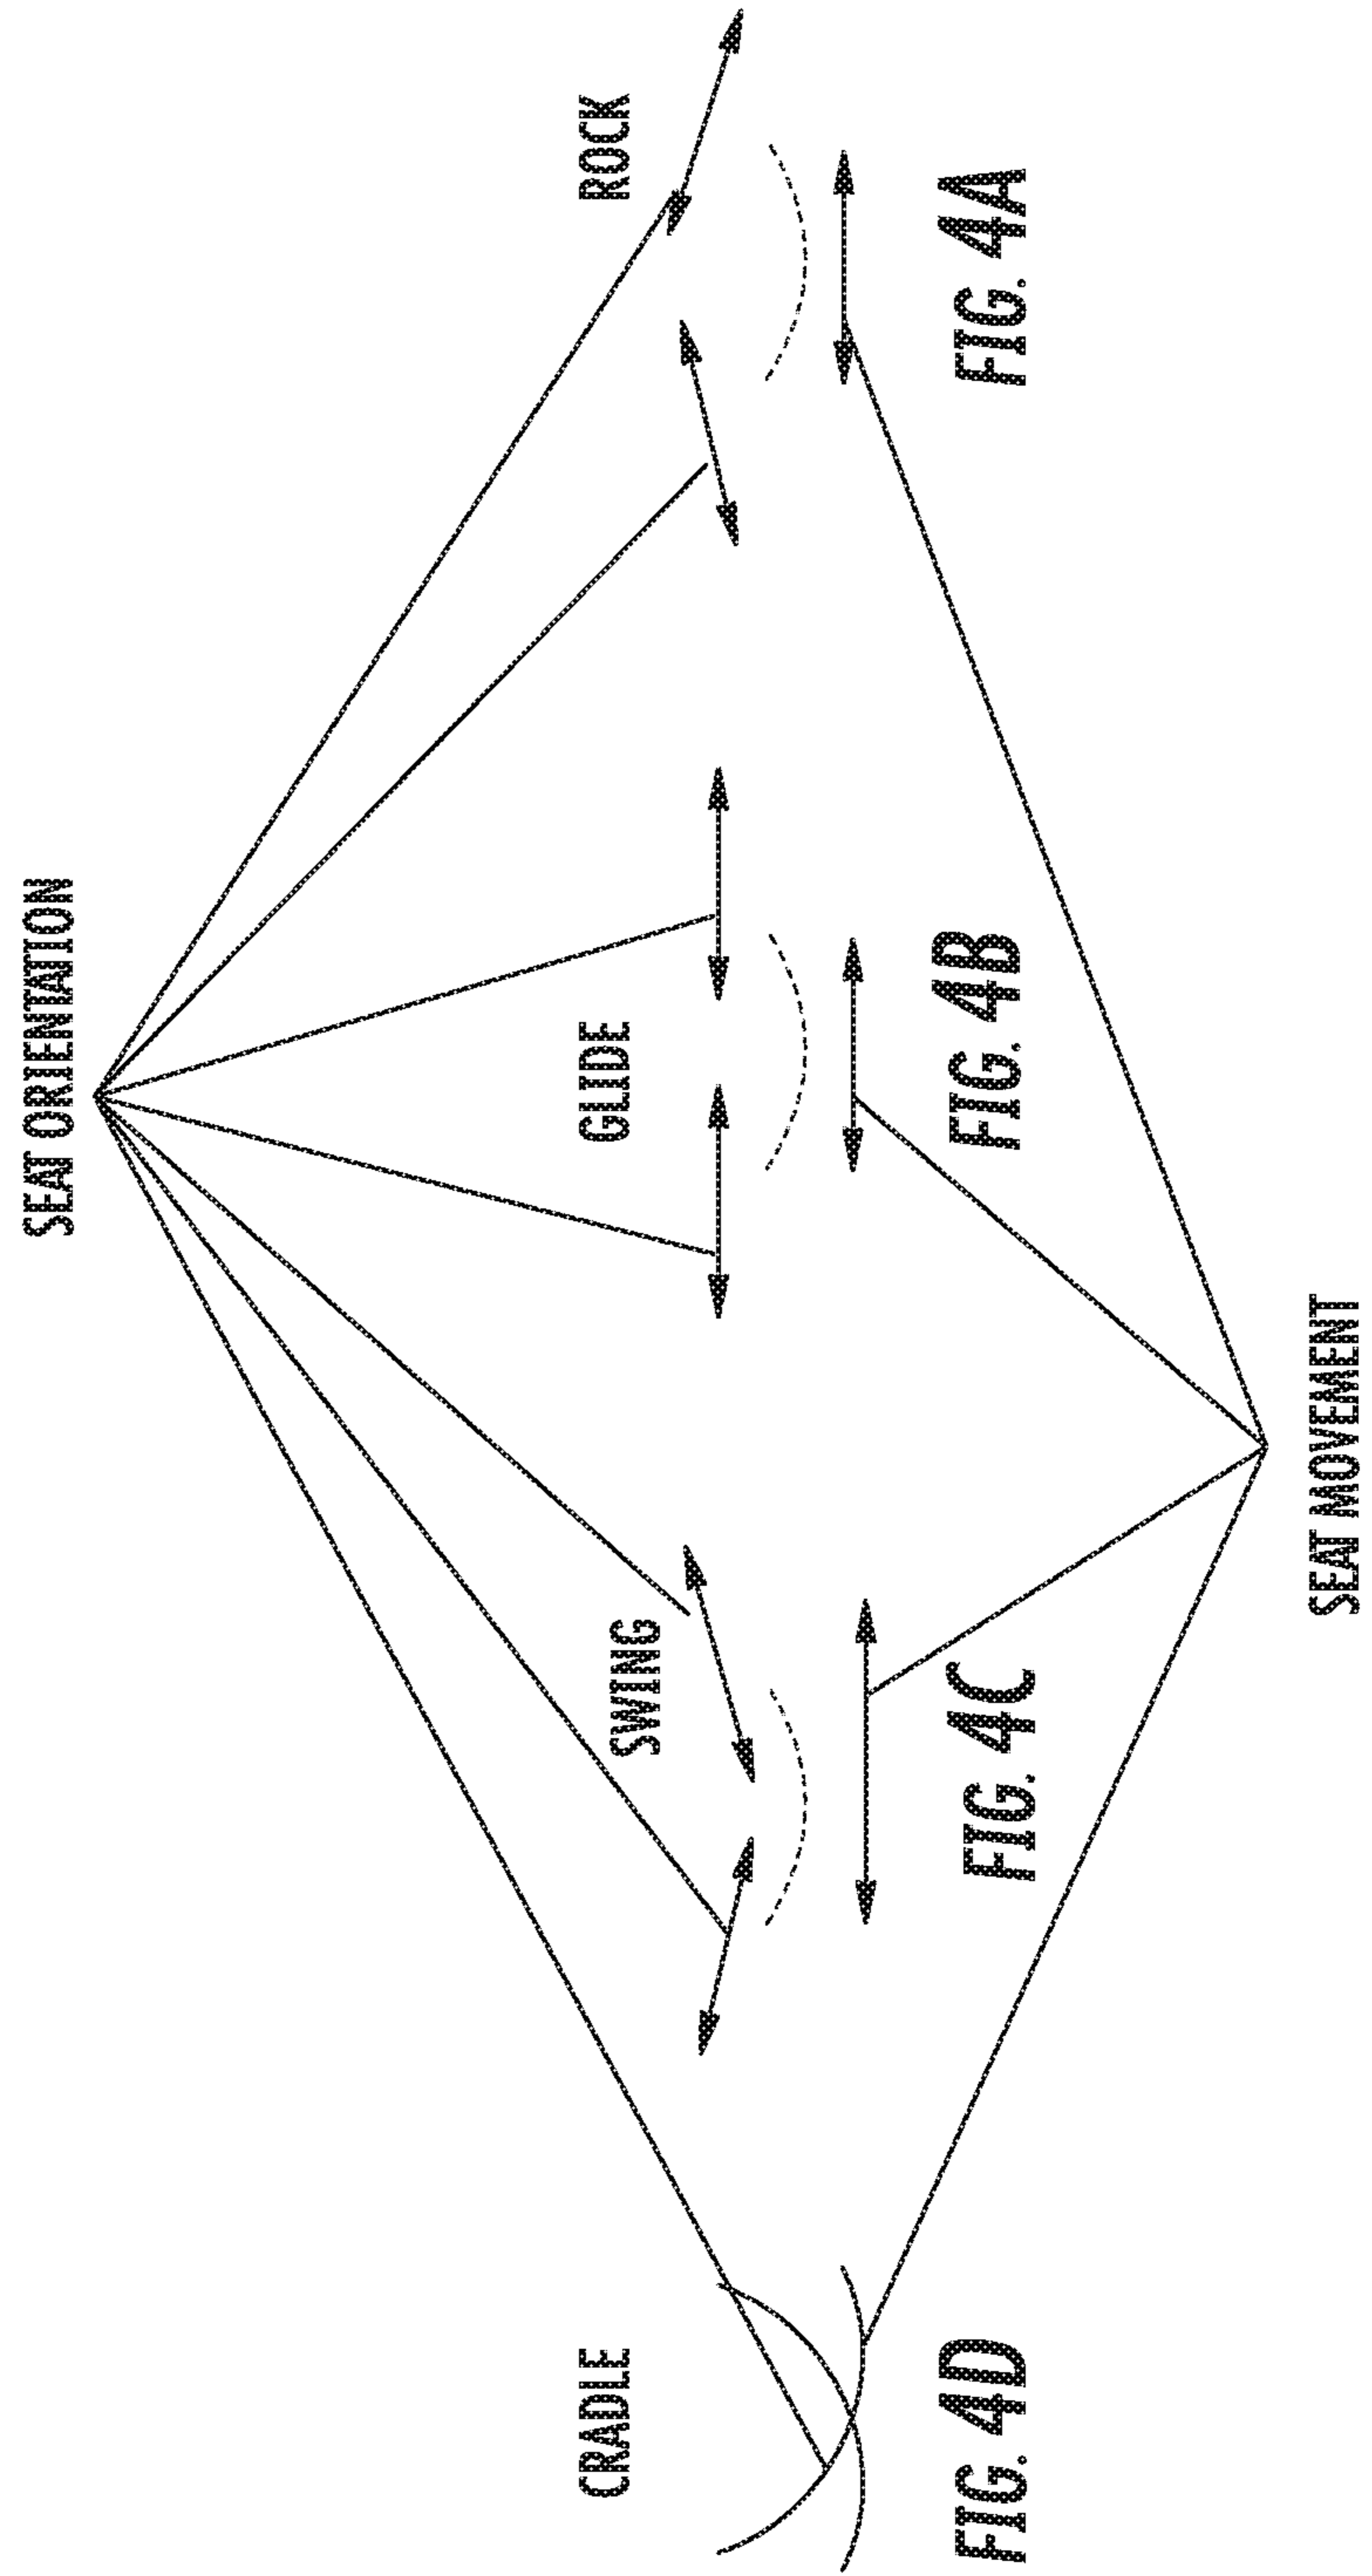 SEAT ORIENTATION
CRADLE
SWING
GLIDE
ROCK
FIG. 4D
FIG. 4C
FIG. 4B
FIG. 4A
SEAT MOVEMENT